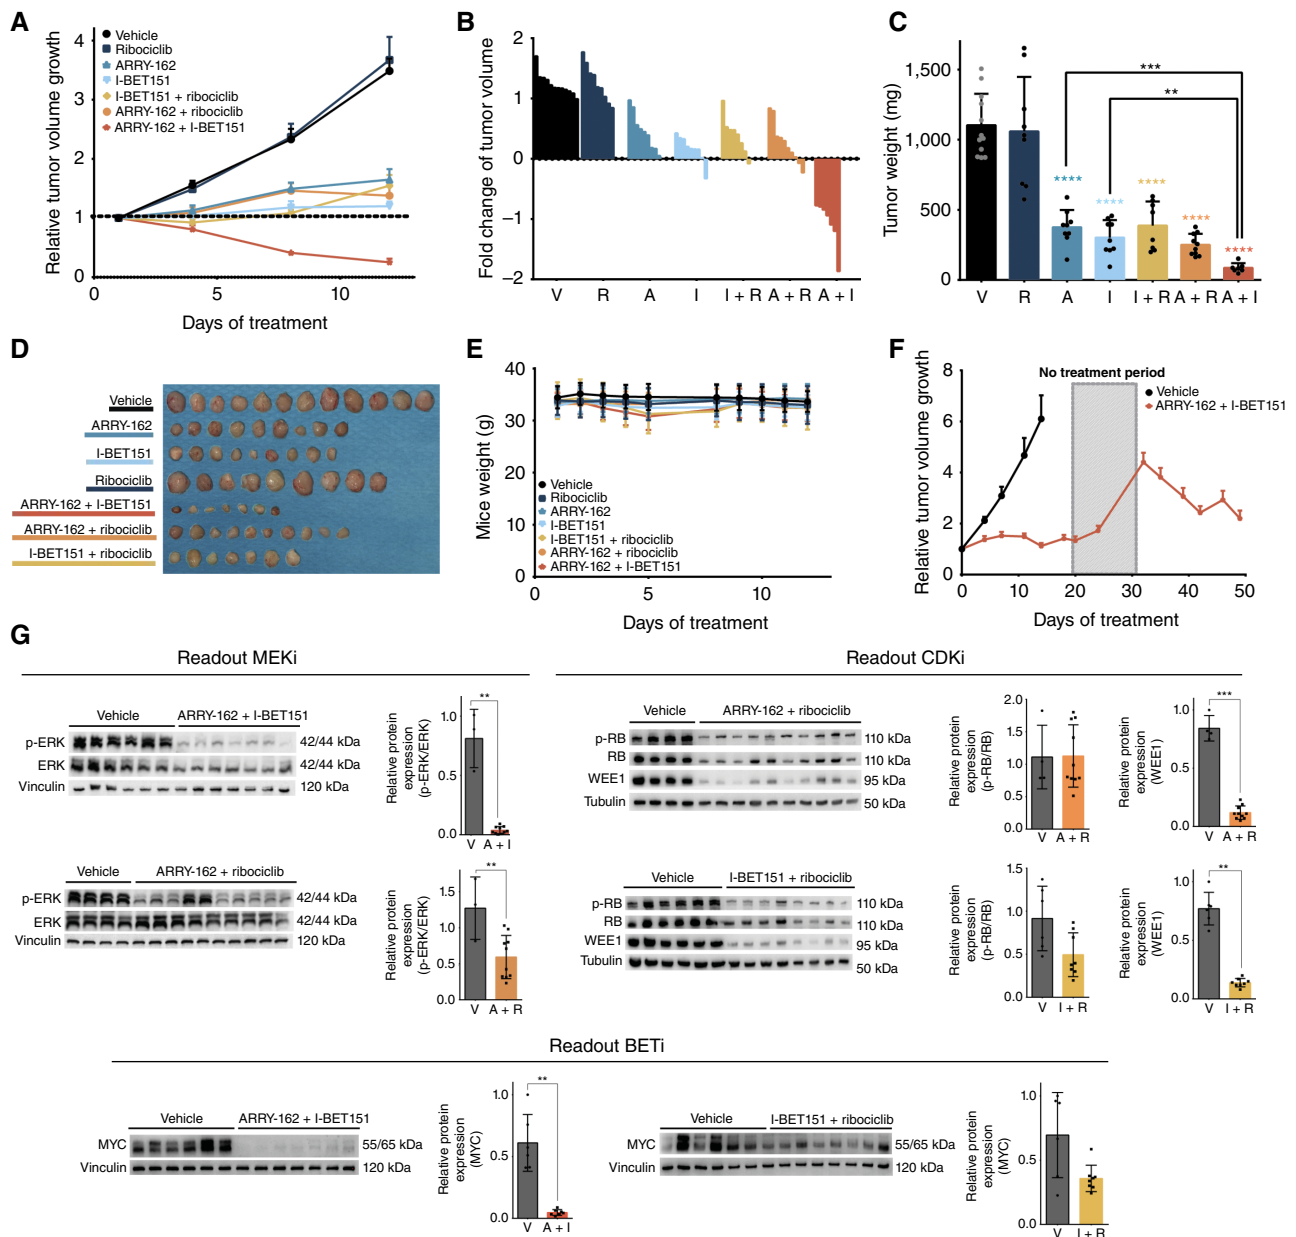 A
Relative tumor volume growth
4
3
2
1
0
0
5
10
Days of treatment
Vehicle
Ribociclib
ARRY-162
I-BET151
I-BET151 + ribociclib
ARRY-162 + ribociclib
ARRY-162 + I-BET151
B
Fold change of tumor volume
2
1
0
−1
−2
V R A I I + R A + R A + I
C
Tumor weight (mg)
1,500
1,000
500
0
***
**
**** **** **** **** ****
V R A I I + R A + R A + I
D
Vehicle
ARRY-162
I-BET151
Ribociclib
ARRY-162 + I-BET151
ARRY-162 + ribociclib
I-BET151 + ribociclib
E
Mice weight (g)
40
30
20
10
0
0
5
10
Days of treatment
Vehicle
Ribociclib
ARRY-162
I-BET151
I-BET151 + ribociclib
ARRY-162 + ribociclib
ARRY-162 + I-BET151
F
Relative tumor volume growth
8
6
4
2
0
0 10 20 30 40 50
Days of treatment
No treatment period
Vehicle
ARRY-162 + I-BET151
G
Readout MEKi
Vehicle ARRY-162 + I-BET151
p-ERK 42/44 kDa
ERK 42/44 kDa
Vinculin 120 kDa
Relative protein
expression
(p-ERK/ERK)
1.0
0.5
0.0
**
V A + I
Vehicle ARRY-162 + ribociclib
p-ERK 42/44 kDa
ERK 42/44 kDa
Vinculin 120 kDa
Relative protein
expression
(p-ERK/ERK)
1.5
1.0
0.5
0.0
**
V A + R
Readout CDKi
Vehicle ARRY-162 + ribociclib
p-RB 110 kDa
RB 110 kDa
WEE1 95 kDa
Tubulin 50 kDa
Relative protein
expression
(p-RB/RB)
2.0
1.5
1.0
0.5
0.0
V A + R
Relative protein
expression
(WEE1)
1.0
0.5
0.0
***
V A + R
Vehicle I-BET151 + ribociclib
p-RB 110 kDa
RB 110 kDa
WEE1 95 kDa
Tubulin 50 kDa
Relative protein
expression
(p-RB/RB)
1.5
1.0
0.5
0.0
V I + R
Relative protein
expression
(WEE1)
1.0
0.5
0.0
**
V I + R
Readout BETi
Vehicle ARRY-162 + I-BET151
MYC 55/65 kDa
Vinculin 120 kDa
Relative protein
expression
(MYC)
1.0
0.5
0.0
**
V A + I
Vehicle I-BET151 + ribociclib
MYC 55/65 kDa
Vinculin 120 kDa
Relative protein
expression
(MYC)
1.0
0.5
0.0
V I + R